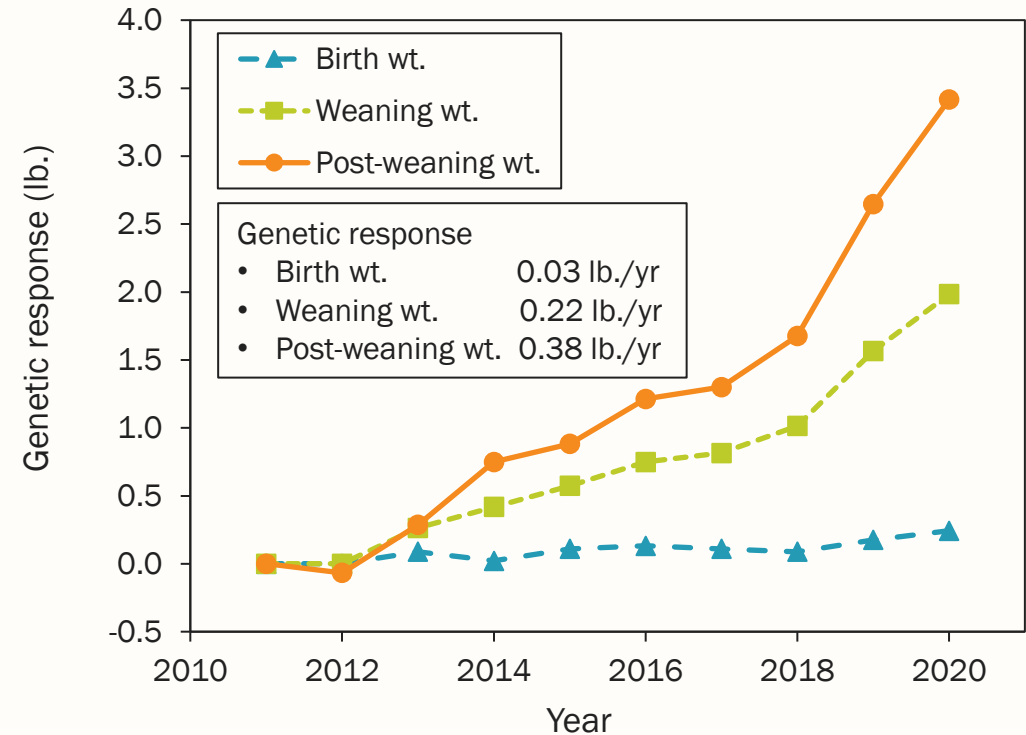 Genetic response (lb.)
4.0
3.5
3.0
2.5
2.0
1.5
1.0
0.5
0.0
-0.5
Birth wt.
Weaning wt.
Post-weaning wt.
Genetic response
• Birth wt. 0.03 lb./yr
• Weaning wt. 0.22 lb./yr
• Post-weaning wt. 0.38 lb./yr
2010 2012 2014 2016 2018 2020
Year